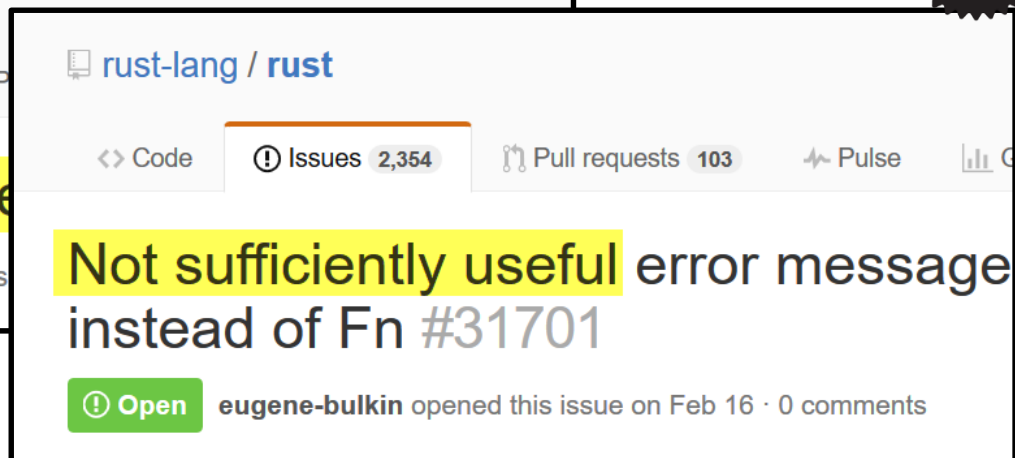 rust-lang / rust
Code Issues 2,354 Pull requests 103 Pulse
Not sufficiently useful error message
instead of Fn #31701
Open eugene-bulkin opened this issue on Feb 16 · 0 comments